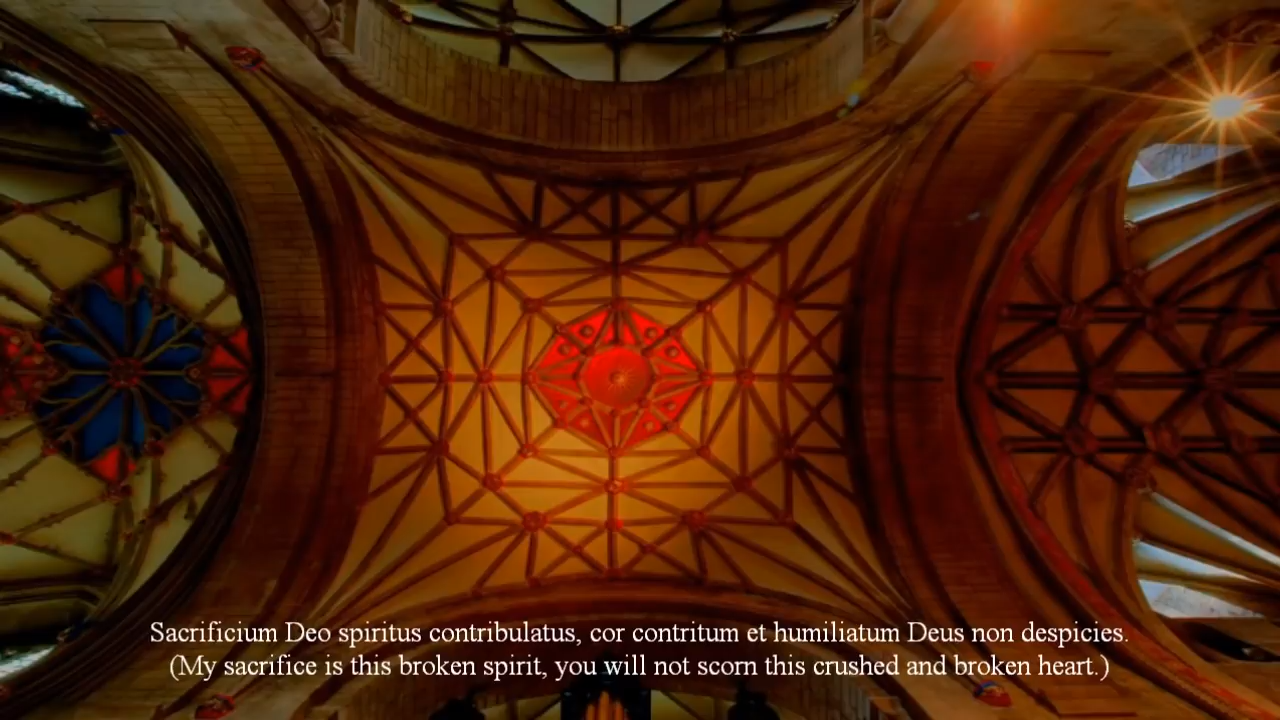 Sacrificium Deo spiritus contribulatus, cor contritum et humiliatum Deus non despicies.
(My sacrifice is this broken spirit, you will not scorn this crushed and broken heart.)